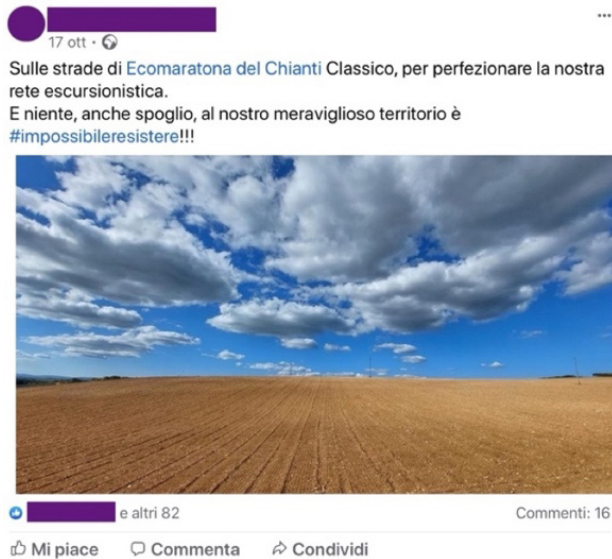 17 ott
Sulle strade di Ecomaratona del Chianti Classico, per perfezionare la nostra
rete escursionistica.
E niente, anche spoglio, al nostro meraviglioso territorio è
#impossibileresistere!!!
e altri 82
Commenti: 16
Mi piace
Commenta
Condividi